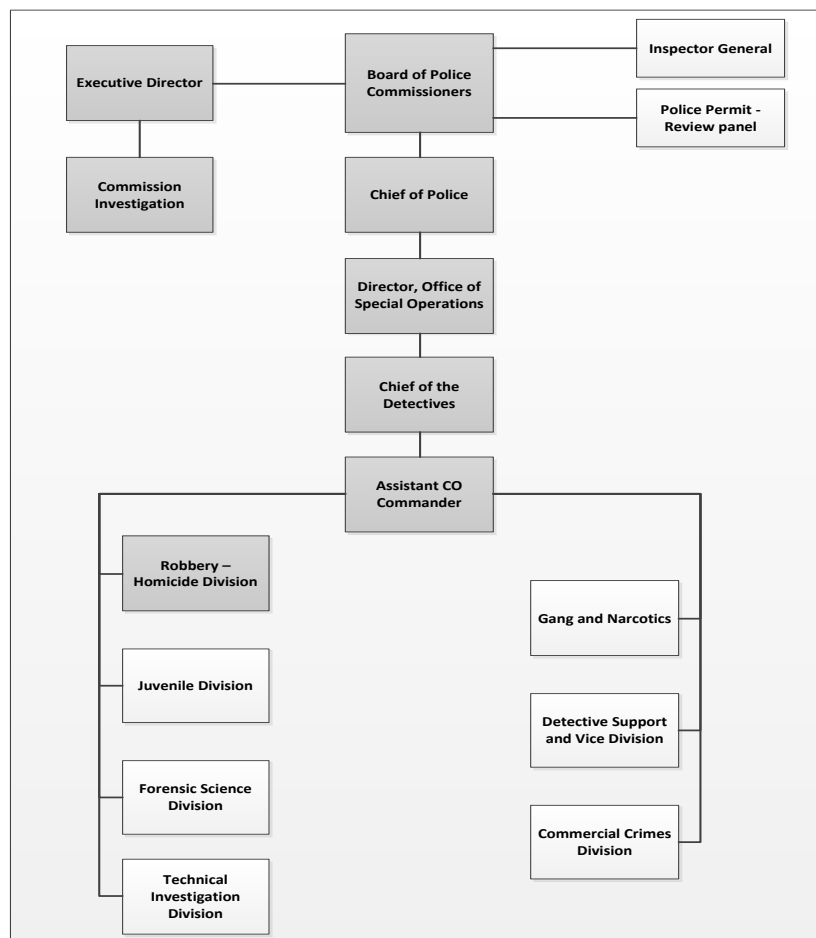 Executive Director
Board of Police
Commissioners
Inspector General
Police Permit -
Review panel
Commission
Investigation
Chief of Police
Director, Office of
Special Operations
Chief of the
Detectives
Assistant CO
Commander
Robbery –
Homicide Division
Juvenile Division
Forensic Science
Division
Technical
Investigation
Division
Gang and Narcotics
Detective Support
and Vice Division
Commercial Crimes
Division